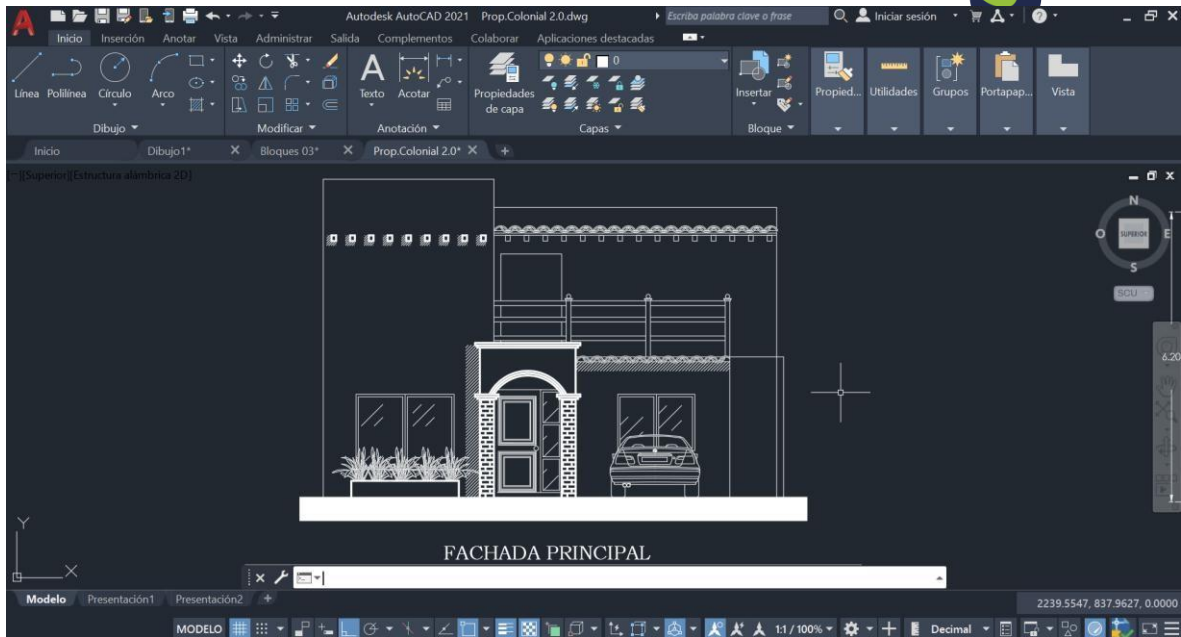 Autodesk AutoCAD 2021 Prop.Colonial 2.0.dwg Escriba palabra clave o frase Iniciar sesión
Inicio Inserción Anotar Vista Administrar Salida Complementos Colaborar Aplicaciones destacadas
Línea Polilínea Círculo Arco Texto Acotar Propiedades de capa 0 Insertar Propied... Utilidades Grupos Portapap... Vista
Dibujo Modificar Anotación Capas Bloque
Inicio Dibujo1* Bloques 03* Prop.Colonial 2.0*
[-][Superior][Estructura alámbrica 2D]
N
O SUPERIOR E
S
SCU
6.20
Y
X
FACHADA PRINCIPAL
Modelo Presentación1 Presentación2 +
2239.5547, 837.9627, 0.0000
MODELO 1:1 / 100% Decimal